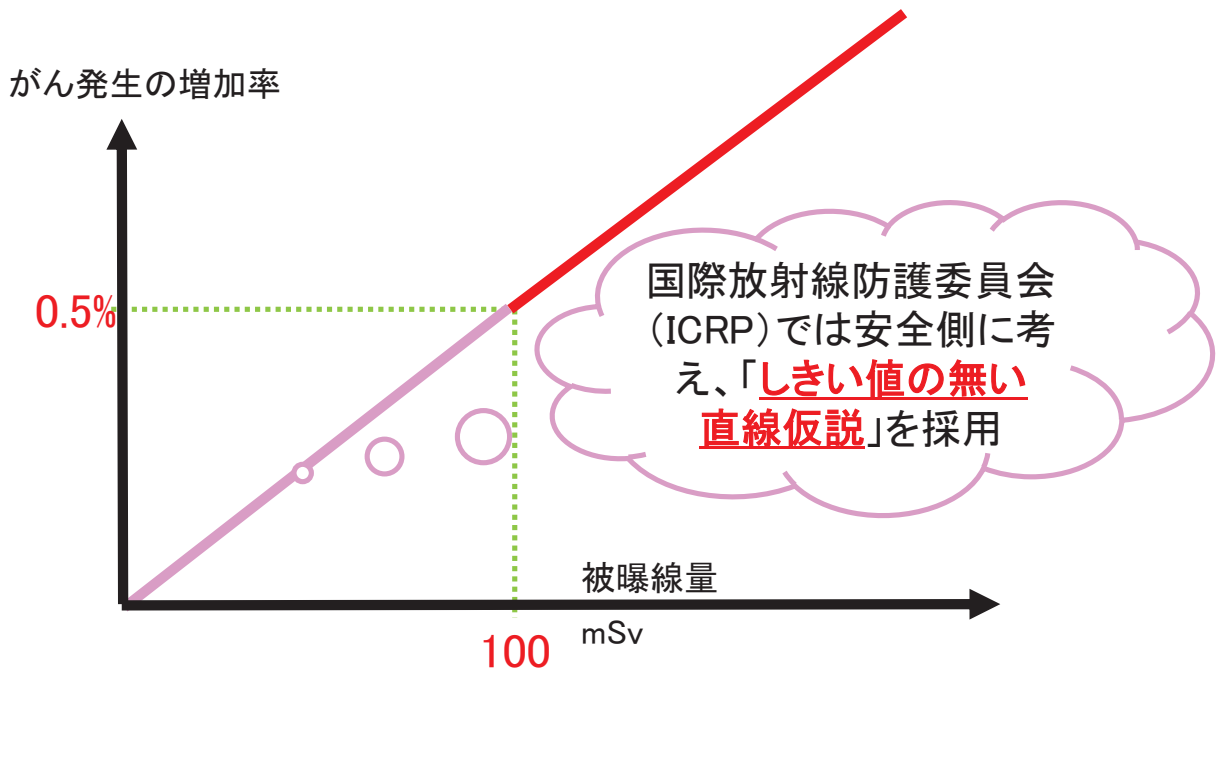 がん発生の増加率
0.5%
国際放射線防護委員会
(ICRP)では安全側に考
え、「しきい値の無い
直線仮説」を採用
被曝線量
mSv
100